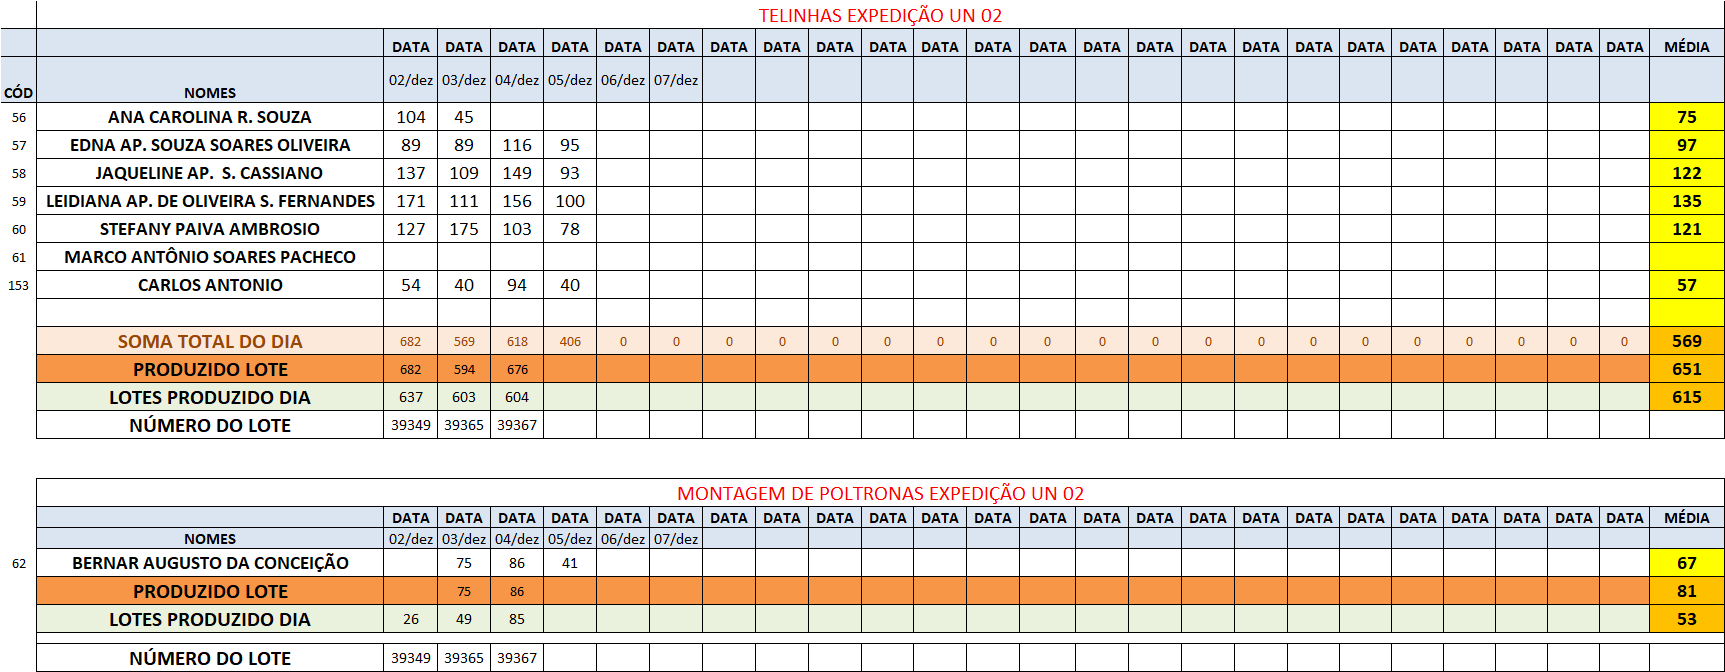 TELINHAS EXPEDIÇÃO UN 02
DATA DATA DATA DATA DATA DATA DATA DATA DATA DATA DATA DATA DATA DATA DATA DATA DATA DATA DATA DATA DATA DATA DATA DATA MÉDIA
CÓD NOMES 02/dez 03/dez 04/dez 05/dez 06/dez 07/dez
56 ANA CAROLINA R. SOUZA 104 45 75
57 EDNA AP. SOUZA SOARES OLIVEIRA 89 89 116 95 97
58 JAQUELINE AP. S. CASSIANO 137 109 149 93 122
59 LEIDIANA AP. DE OLIVEIRA S. FERNANDES 171 111 156 100 135
60 STEFANY PAIVA AMBROSIO 127 175 103 78 121
61 MARCO ANTÔNIO SOARES PACHECO
153 CARLOS ANTONIO 54 40 94 40 57
SOMA TOTAL DO DIA 682 569 618 406 0 0 0 0 0 0 0 0 0 0 0 0 0 0 0 0 0 0 0 0 569
PRODUZIDO LOTE 682 594 676 651
LOTES PRODUZIDO DIA 637 603 604 615
NÚMERO DO LOTE 39349 39365 39367
MONTAGEM DE POLTRONAS EXPEDIÇÃO UN 02
DATA DATA DATA DATA DATA DATA DATA DATA DATA DATA DATA DATA DATA DATA DATA DATA DATA DATA DATA DATA DATA DATA DATA DATA MÉDIA
NOMES 02/dez 03/dez 04/dez 05/dez 06/dez 07/dez
62 BERNAR AUGUSTO DA CONCEIÇÃO 75 86 41 67
PRODUZIDO LOTE 75 86 81
LOTES PRODUZIDO DIA 26 49 85 53
NÚMERO DO LOTE 39349 39365 39367